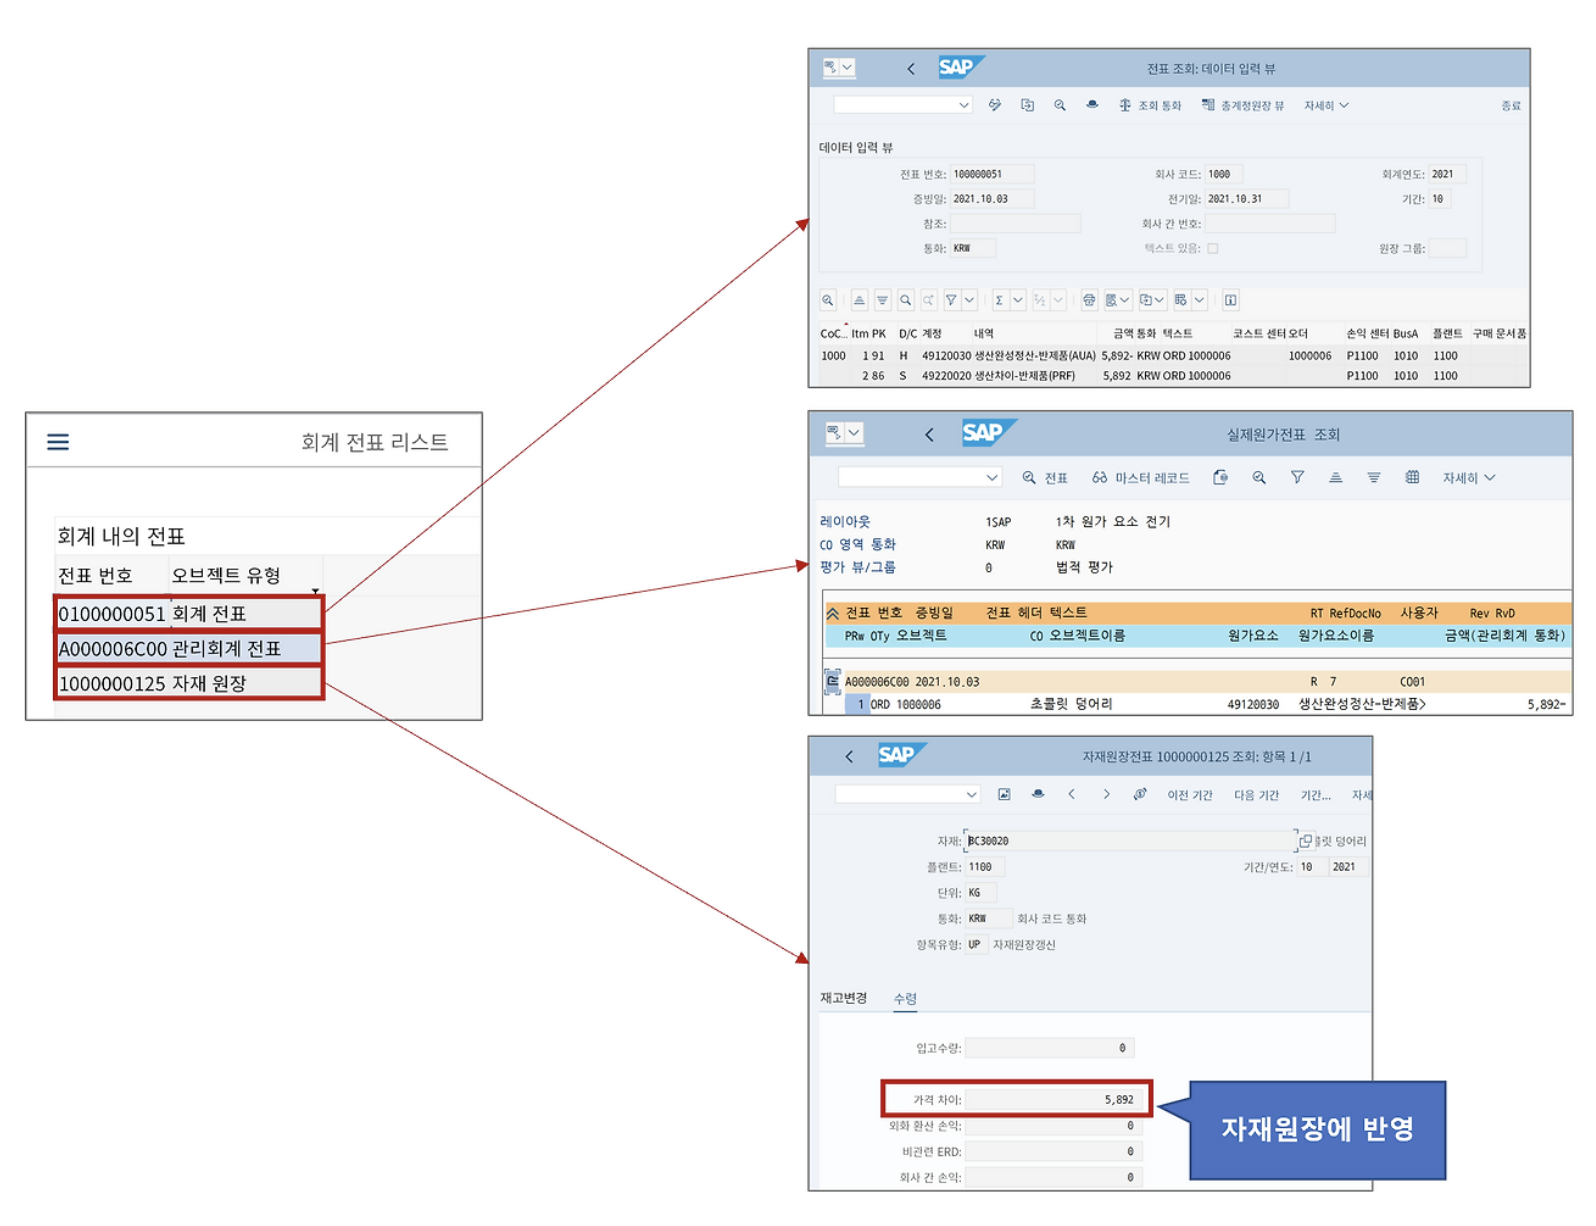 회계 전표 리스트
회계 내의 전표
전표 번호 오브젝트 유형
0100000051 회계 전표
A000006C00 관리회계 전표
1000000125 자재 원장
SAP 전표 조회: 데이터 입력 뷰
조회 통화 총계정원장 뷰 자세히 종료
데이터 입력 뷰
전표 번호: 100000051 회사 코드: 1000 회계연도: 2021
증빙일: 2021.10.03 전기일: 2021.10.31 기간: 10
참조: 회사 간 번호:
통화: KRW 텍스트 있음: 원장 그룹:
CoC... Itm PK D/C 계정 내역 금액 통화 텍스트 코스트 센터 오더 손익 센터 BusA 플랜트 구매 문서 품
1000 1 91 H 49120030 생산완성정산-반제품(AUA) 5,892- KRW ORD 1000006 1000006 P1100 1010 1100
2 86 S 49220020 생산차이-반제품(PRF) 5,892 KRW ORD 1000006 P1100 1010 1100
SAP 실제원가전표 조회
전표 마스터 레코드 자세히
레이아웃 1SAP 1차 원가 요소 전기
CO 영역 통화 KRW KRW
평가 뷰/그룹 0 법적 평가
전표 번호 증빙일 전표 헤더 텍스트 RT RefDocNo 사용자 Rev RvD
PRw OTy 오브젝트 CO 오브젝트이름 원가요소 원가요소이름 금액(관리회계 통화)
A000006C00 2021.10.03 R 7 CO01
1 ORD 1000006 초콜릿 덩어리 49120030 생산완성정산-반제품> 5,892-
SAP 자재원장전표 1000000125 조회: 항목 1 /1
이전 기간 다음 기간 기간... 자세
자재: BC30020 콜릿 덩어리
플랜트: 1100 기간/연도: 10 2021
단위: KG
통화: KRW 회사 코드 통화
항목유형: UP 자재원장갱신
재고변경 수령
입고수량: 0
가격 차이: 5,892
외화 환산 손익: 0
비관련 ERD: 0
회사 간 손익: 0
자재원장에 반영